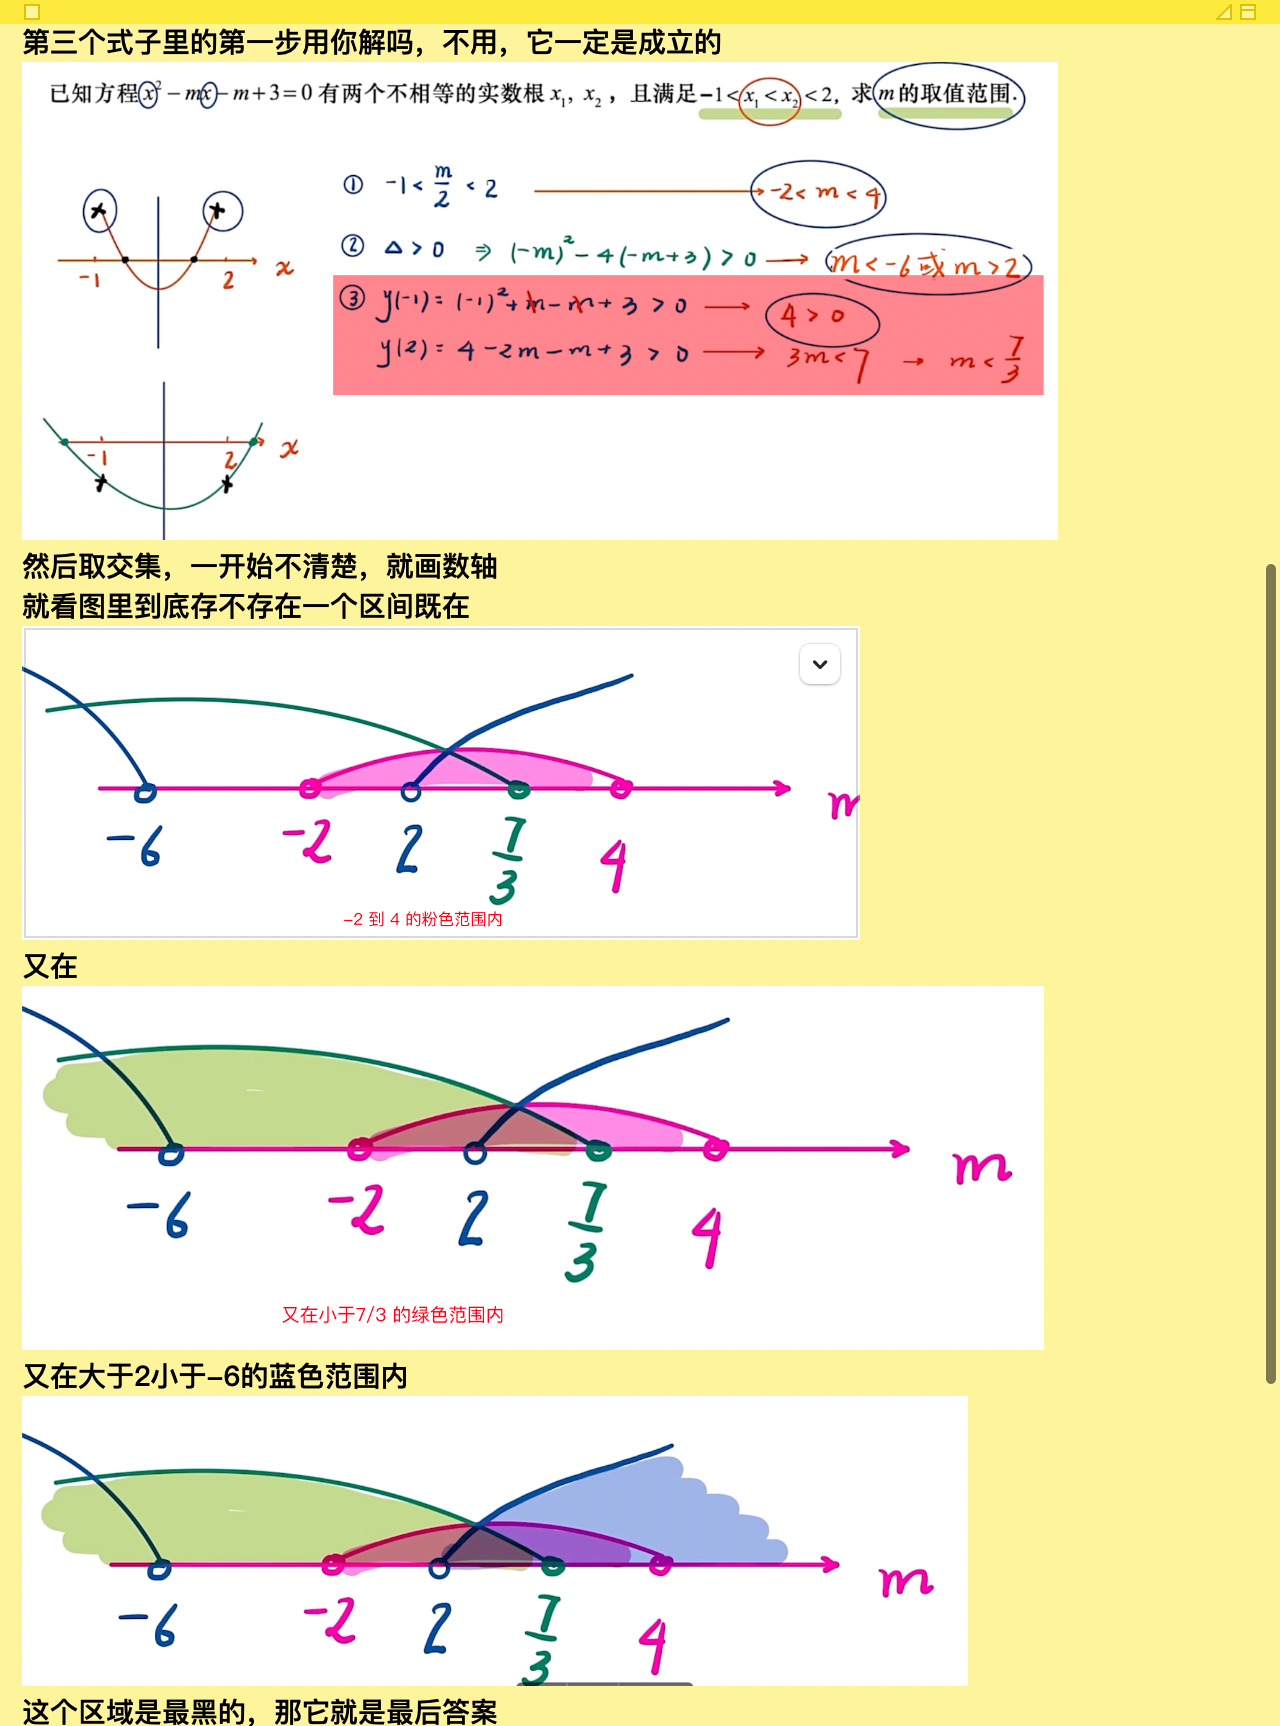 第三个式子里的第一步用你解吗，不用，它一定是成立的
已知方程x²-mx-m+3=0有两个不相等的实数根x₁, x₂，且满足-1<x₁<x₂<2，求m的取值范围.
① -1<m/2<2 → -2<m<4
② Δ>0 ⇒ (-m)²-4(-m+3)>0 → m<-6或m>2
-1 2 x
③ y(-1)=(-1)²+m-m+3>0 → 4>0
y(2)=4-2m-m+3>0 → 3m<7 → m<7/3
-1 2 x
然后取交集，一开始不清楚，就画数轴
就看图里到底存不存在一个区间既在
m
-6 -2 2 7/3 4
-2 到 4 的粉色范围内
又在
m
-6 -2 2 7/3 4
又在小于7/3 的绿色范围内
又在大于2小于-6的蓝色范围内
m
-6 -2 2 7/3 4
这个区域是最黑的，那它就是最后答案